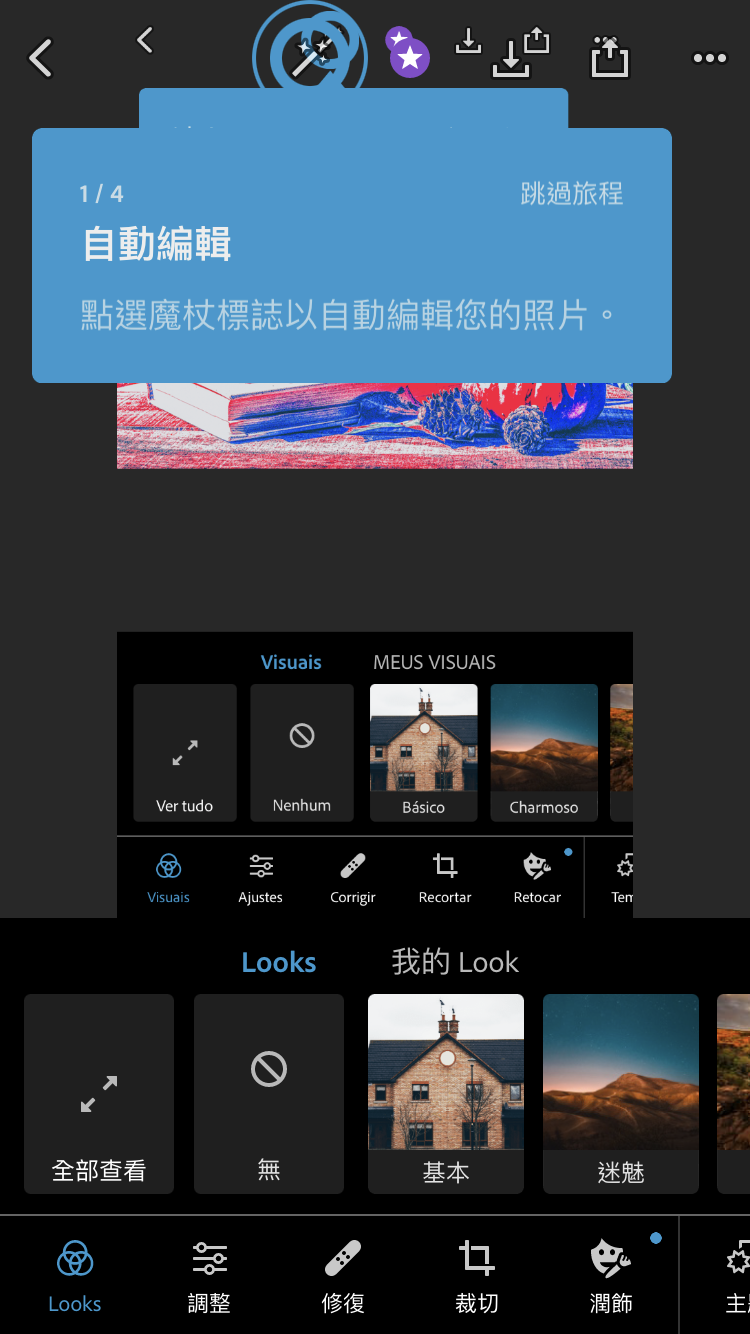 1 / 4
跳過旅程
自動編輯
點選魔杖標誌以自動編輯您的照片。
Visuais
MEUS VISUAIS
Ver tudo
Nenhum
Básico
Charmoso
Visuais
Ajustes
Corrigir
Recortar
Retocar
Looks
我的 Look
全部查看
無
基本
迷魅
Looks
調整
修復
裁切
潤飾